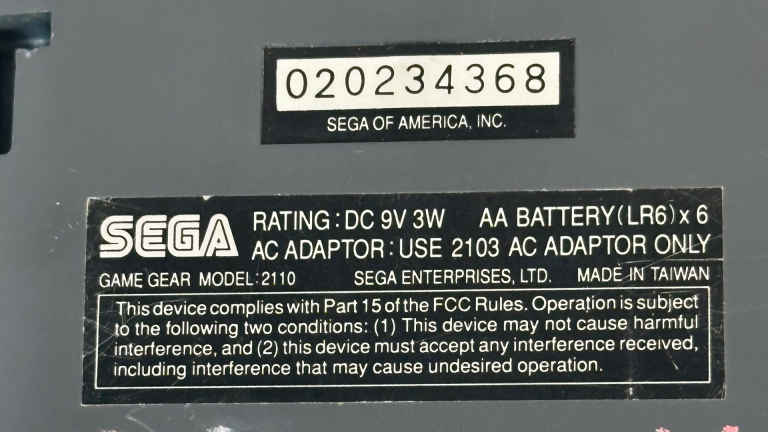 020234368
SEGA OF AMERICA, INC.
SEGA RATING : DC 9V 3W AA BATTERY(LR6) x 6
AC ADAPTOR : USE 2103 AC ADAPTOR ONLY
GAME GEAR MODEL:2110 SEGA ENTERPRISES, LTD. MADE IN TAIWAN
This device complies with Part 15 of the FCC Rules. Operation is subject
to the following two conditions: (1) This device may not cause harmful
interference, and (2) this device must accept any interference received,
including interference that may cause undesired operation.